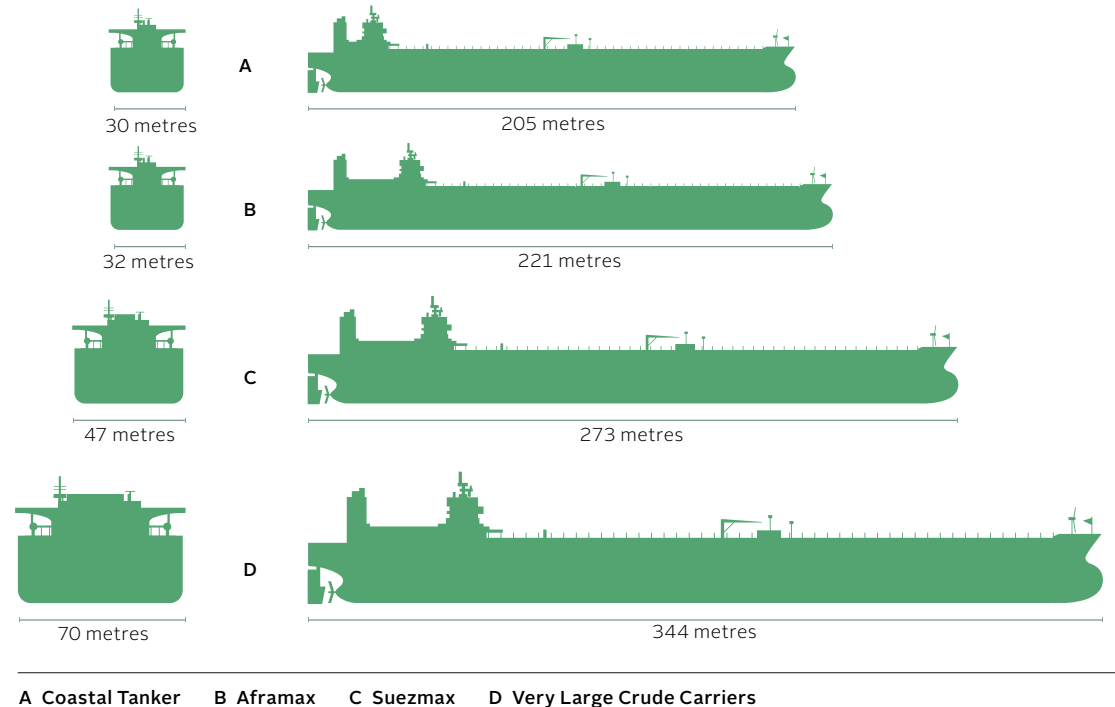 A
30 metres
205 metres
B
32 metres
221 metres
C
47 metres
273 metres
D
70 metres
344 metres
A Coastal Tanker B Aframax C Suezmax D Very Large Crude Carriers